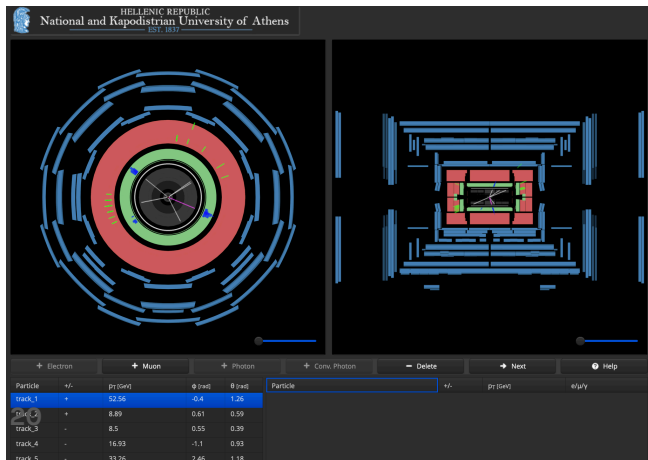 HELLENIC REPUBLIC
National and Kapodistrian University of Athens
EST. 1837
+ Electron + Muon + Photon + Conv. Photon − Delete → Next ? Help
Particle +/- pT [GeV] ϕ [rad] θ [rad] Particle +/- pT [GeV] e/μ/γ
track_1 + 52.56 -0.4 1.26
track_2 + 8.89 0.61 0.59
20
track_3 - 8.5 0.55 0.39
track_4 - 16.93 -1.1 0.93
track_5 - 33.26 2.46 1.18